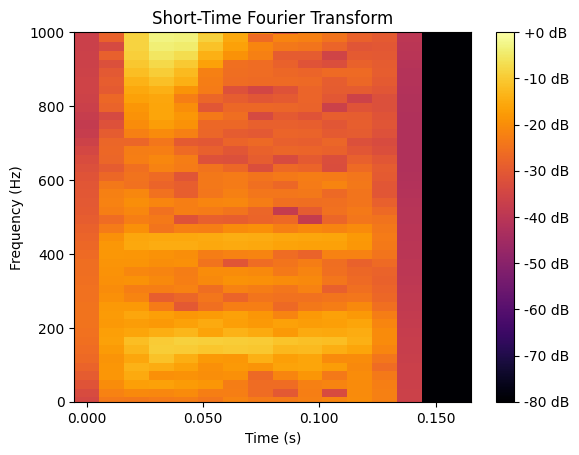 Short-Time Fourier Transform
1000
800
600
400
200
0
Frequency (Hz)
0.000
0.050
0.100
0.150
Time (s)
+0 dB
-10 dB
-20 dB
-30 dB
-40 dB
-50 dB
-60 dB
-70 dB
-80 dB